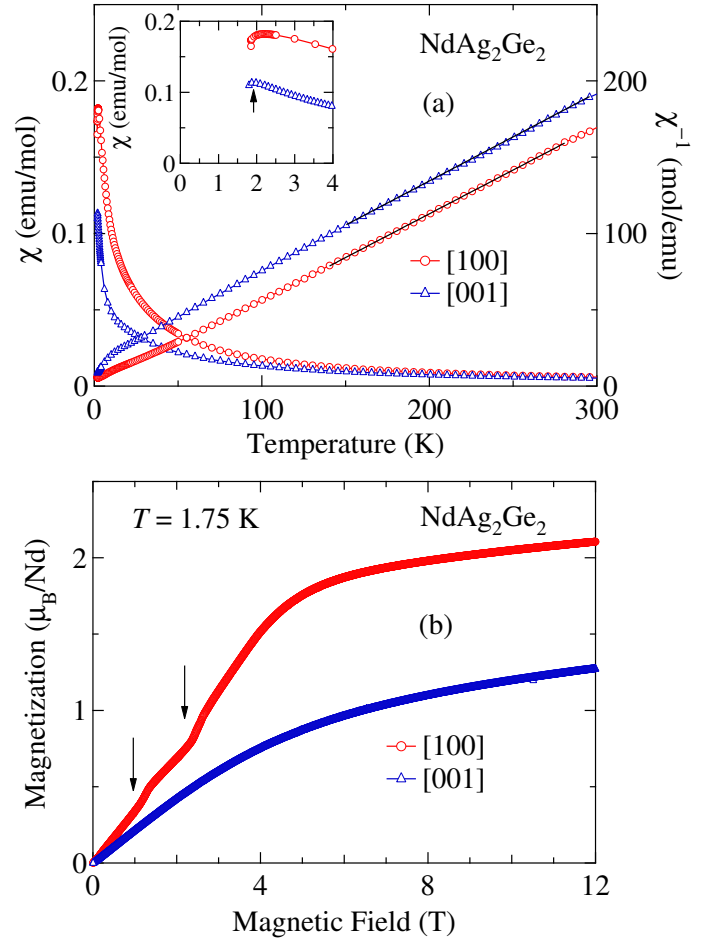 NdAg₂Ge₂
(a)
0.2
0.1
0
χ (emu/mol)
0.2
0.1
0
χ (emu/mol)
0 1 2 3 4
200
100
0
χ⁻¹ (mol/emu)
[100]
[001]
0 100 200 300
Temperature (K)
T = 1.75 K
NdAg₂Ge₂
(b)
2
1
0
Magnetization (μ_B/Nd)
[100]
[001]
0 4 8 12
Magnetic Field (T)